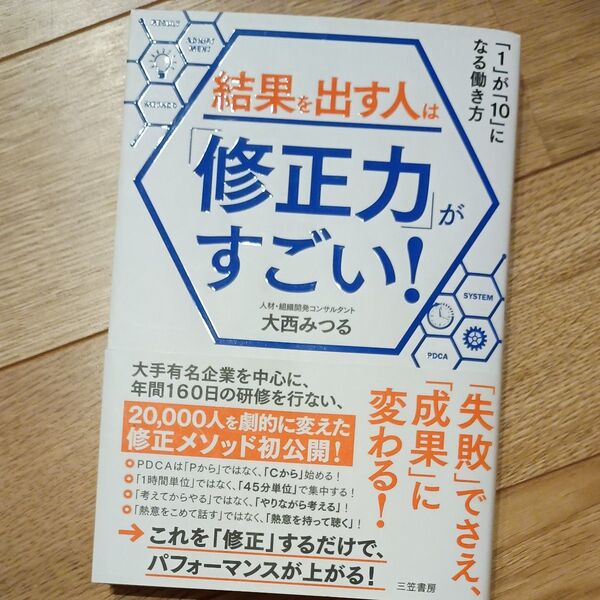 「1」が「10」に
なる働き方
結果を出す人は
「修正力」が
すごい!
人材・組織開発コンサルタント
大西みつる
SYSTEM
PDCA
大手有名企業を中心に、
年間160日の研修を行ない、
20,000人を劇的に変えた
修正メソッド初公開!
PDCAは「Pから」ではなく、「Cから」始める!
「1時間単位」ではなく、「45分単位」で集中する!
「考えてからやる」ではなく、「やりながら考える」!
「熱意をこめて話す」ではなく、「熱意を持って聴く」!
→これを「修正」するだけで、
パフォーマンスが上がる!
「失敗」でさえ、
「成果」に
変わる!
三笠書房